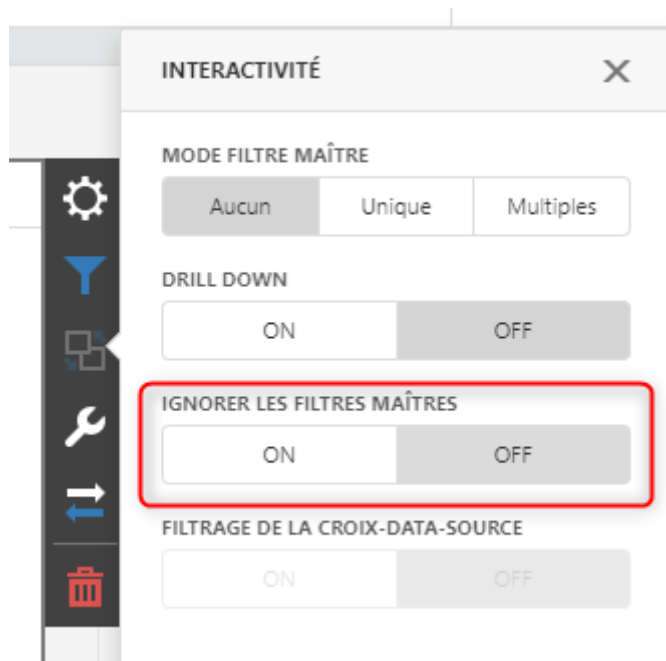 INTERACTIVITÉ
MODE FILTRE MAÎTRE
Aucun Unique Multiples
DRILL DOWN
ON OFF
IGNORER LES FILTRES MAÎTRES
ON OFF
FILTRAGE DE LA CROIX-DATA-SOURCE
ON OFF